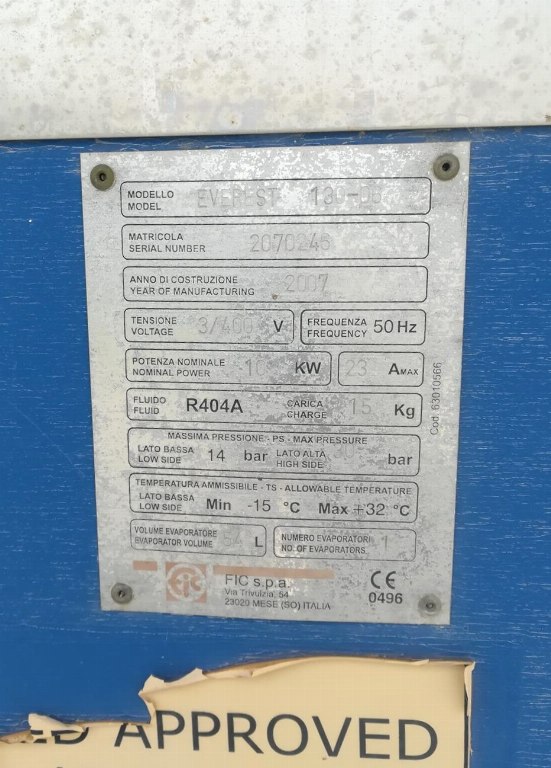 MODELLO
MODEL EVEREST
MATRICOLA
SERIAL NUMBER 2070245
ANNO DI COSTRUZIONE
YEAR OF MANUFACTURING 2007
TENSIONE
VOLTAGE 3/400 V
FREQUENZA
FREQUENCY 50 Hz
POTENZA NOMINALE
NOMINAL POWER KW
AMAX
FLUIDO
FLUID R404A
CARICA
CHARGE 15 Kg
MASSIMA PRESSIONE - PS - MAX PRESSURE
LATO BASSA
LOW SIDE 14 bar
LATO ALTA
HIGH SIDE bar
TEMPERATURA AMMISSIBILE - TS - ALLOWABLE TEMPERATURE
LATO BASSA
LOW SIDE Min -15 °C Max +32 °C
VOLUME EVAPORATORE
EVAPORATOR VOLUME L
NUMERO EVAPORATORI
NO. OF EVAPORATORS 1
Cod. 63010566
FIC s.p.a.
Via Trivulzia, 54
23020 MESE (SO) ITALIA
CE
0496
APPROVED